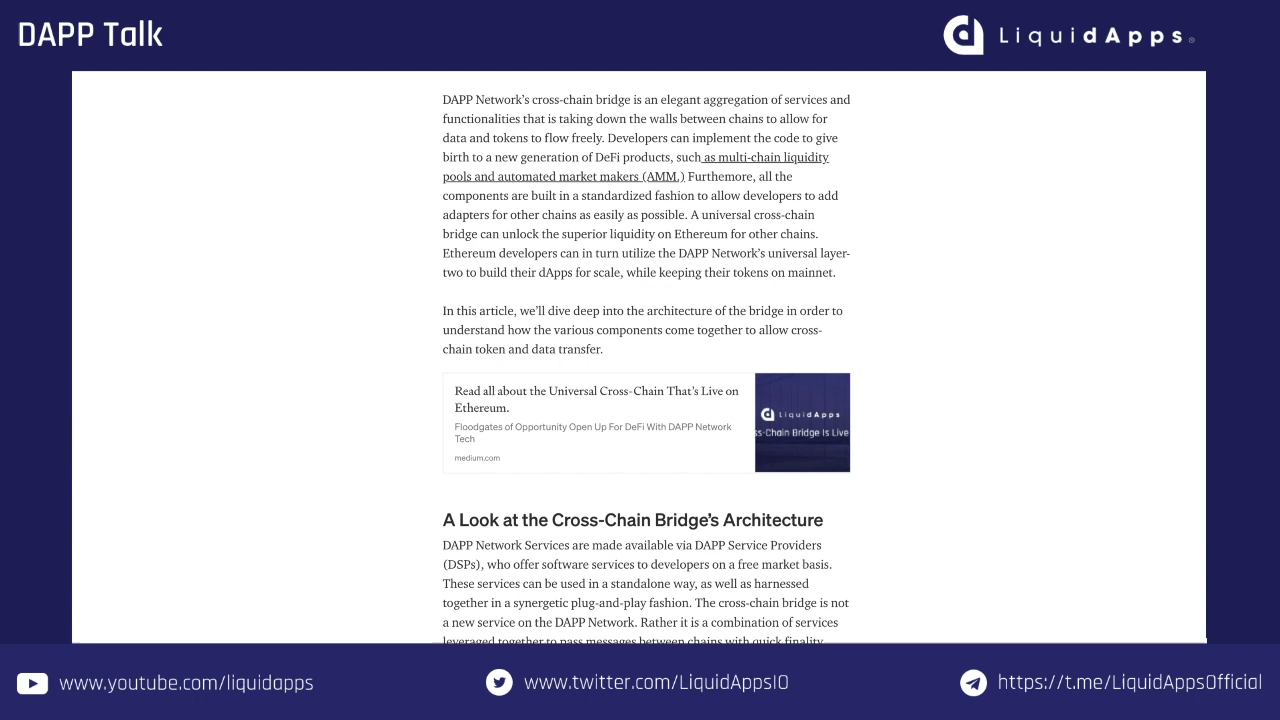 DAPP Talk
LiquidApps
DAPP Network’s cross-chain bridge is an elegant aggregation of services and
functionalities that is taking down the walls between chains to allow for
data and tokens to flow freely. Developers can implement the code to give
birth to a new generation of DeFi products, such as multi-chain liquidity
pools and automated market makers (AMM.) Furthermore, all the
components are built in a standardized fashion to allow developers to add
adapters for other chains as easily as possible. A universal cross-chain
bridge can unlock the superior liquidity on Ethereum for other chains.
Ethereum developers can in turn utilize the DAPP Network’s universal layer-
two to build their dApps for scale, while keeping their tokens on mainnet.
In this article, we’ll dive deep into the architecture of the bridge in order to
understand how the various components come together to allow cross-
chain token and data transfer.
Read all about the Universal Cross-Chain That’s Live on
Ethereum.
Floodgates of Opportunity Open Up For DeFi With DAPP Network
Tech
medium.com
LiquidApps
ss-Chain Bridge Is Live
A Look at the Cross-Chain Bridge’s Architecture
DAPP Network Services are made available via DAPP Service Providers
(DSPs), who offer software services to developers on a free market basis.
These services can be used in a standalone way, as well as harnessed
together in a synergetic plug-and-play fashion. The cross-chain bridge is not
a new service on the DAPP Network. Rather it is a combination of services
leveraged together to pass messages between chains with quick finality
www.youtube.com/liquidapps
www.twitter.com/LiquidAppsIO
https://t.me/LiquidAppsOfficial